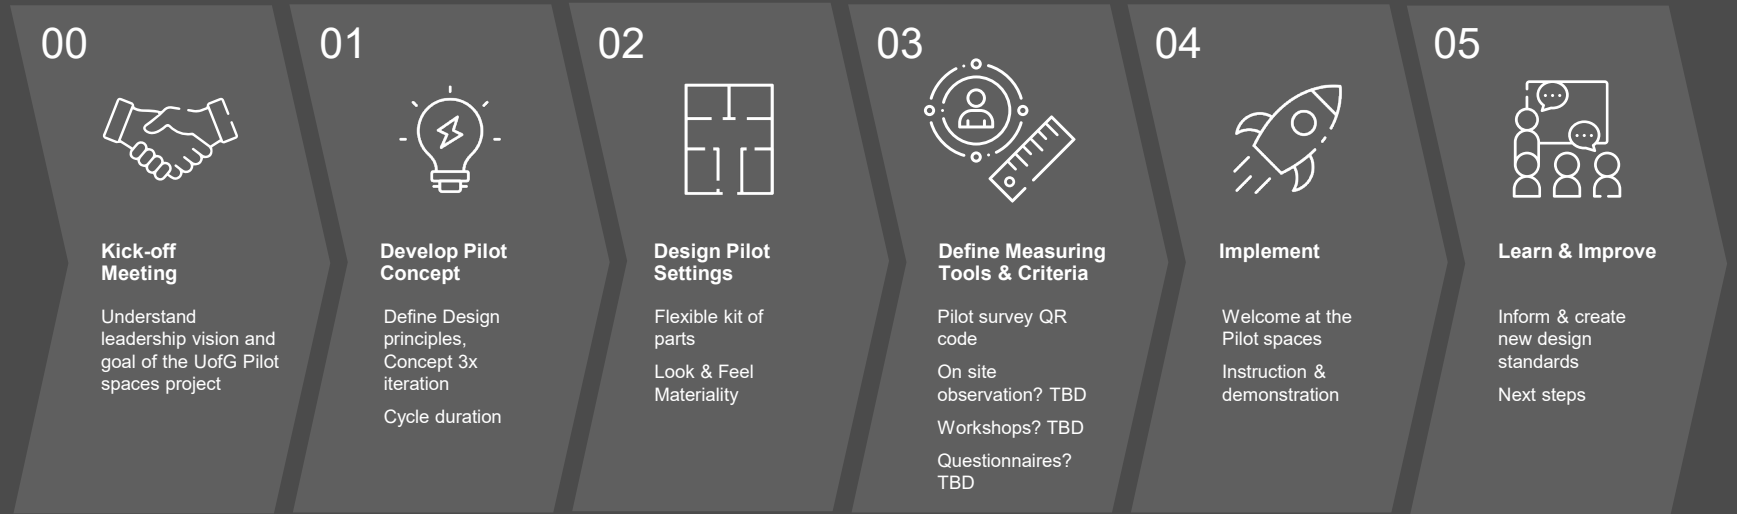 00
Kick-off
Meeting
Understand
leadership vision and
goal of the UofG Pilot
spaces project
01
Develop Pilot
Concept
Define Design
principles,
Concept 3x
iteration
Cycle duration
02
Design Pilot
Settings
Flexible kit of
parts
Look & Feel
Materiality
03
Define Measuring
Tools & Criteria
Pilot survey QR
code
On site
observation? TBD
Workshops? TBD
Questionnaires?
TBD
04
Implement
Welcome at the
Pilot spaces
Instruction &
demonstration
05
Learn & Improve
Inform & create
new design
standards
Next steps